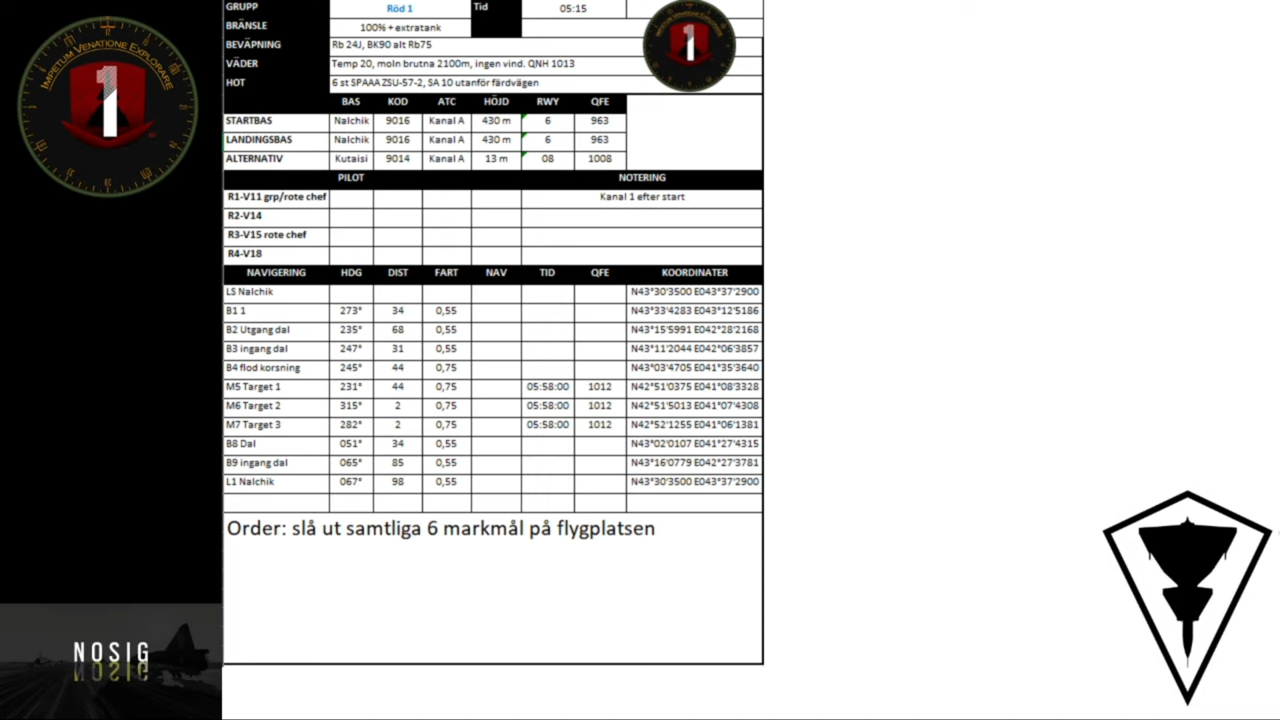 GRUPP Röd 1 Tid 05:15
BRÄNSLE 100% + extratank
BEVÄPNING Rb 24J, BK90 alt Rb75
VÄDER Temp 20, moln brutna 2100m, ingen vind. QNH 1013
HOT 6 st SPAAA ZSU-57-2, SA 10 utanför färdvägen
BAS KOD ATC HÖJD RWY QFE
STARTBAS Nalchik 9016 Kanal A 430 m 6 963
LANDINGSBAS Nalchik 9016 Kanal A 430 m 6 963
ALTERNATIV Kutaisi 9014 Kanal A 13 m 08 1008
PILOT NOTERING
R1-V11 grp/rote chef Kanal 1 efter start
R2-V14
R3-V15 rote chef
R4-V18
NAVIGERING HDG DIST FART NAV TID QFE KOORDINATER
LS Nalchik N43°30'3500 E043°37'2900
B1 1 273° 34 0,55 N43°33'4283 E043°12'5186
B2 Utgang dal 235° 68 0,55 N43°15'5991 E042°28'2168
B3 ingang dal 247° 31 0,55 N43°11'2044 E042°06'3857
B4 flod korsning 245° 44 0,75 N43°03'4705 E041°35'3640
M5 Target 1 231° 44 0,75 05:58:00 1012 N42°51'0375 E041°08'3328
M6 Target 2 315° 2 0,75 05:58:00 1012 N42°51'5013 E041°07'4308
M7 Target 3 282° 2 0,75 05:58:00 1012 N42°52'1255 E041°06'1381
B8 Dal 051° 34 0,55 N43°02'0107 E041°27'4315
B9 ingang dal 065° 85 0,55 N43°16'0779 E042°27'3781
L1 Nalchik 067° 98 0,55 N43°30'3500 E043°37'2900
Order: slå ut samtliga 6 markmål på flygplatsen
IMPETUM VENATIONE EXPLORARE
1
1
NOSIG